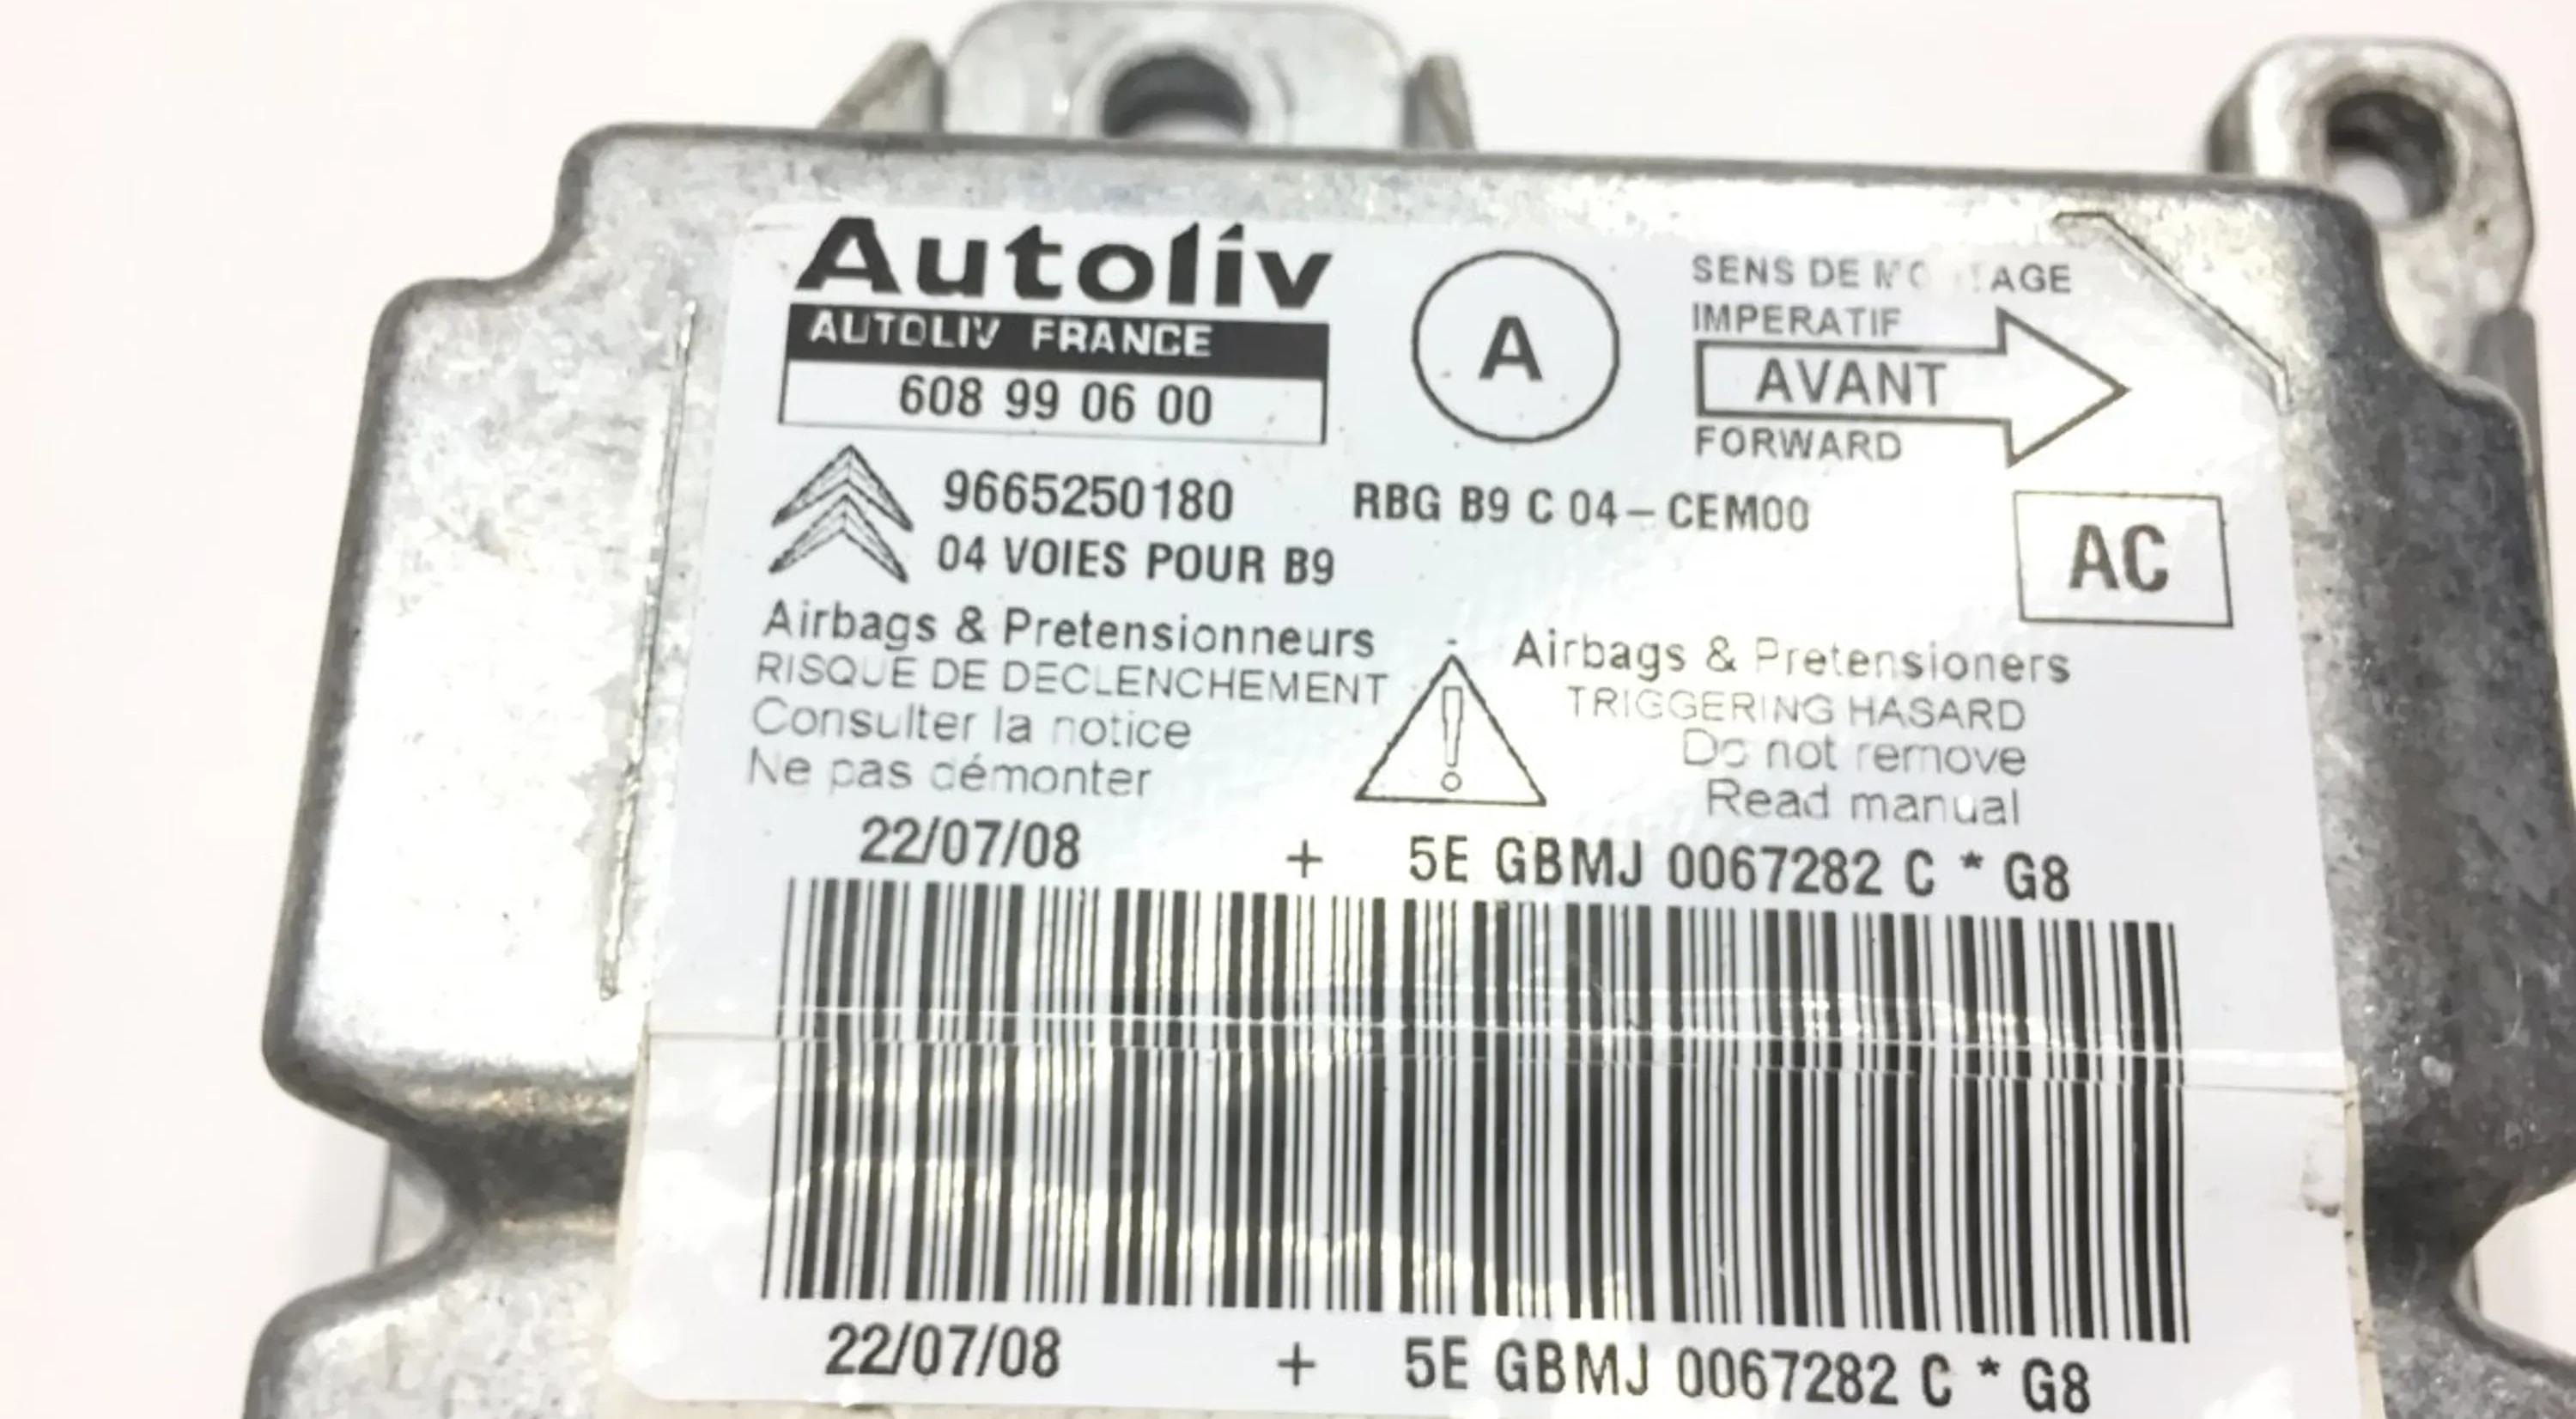 Autoliv
AUTOLIV FRANCE
608 99 06 00
A
SENS DE MONTAGE
IMPERATIF
AVANT
FORWARD
9665250180 RBG B9 C 04-CEM00
04 VOIES POUR B9
AC
Airbags & Pretensionneurs
RISQUE DE DECLENCHEMENT
Consulter la notice
Ne pas démonter
Airbags & Pretensioners
TRIGGERING HASARD
Do not remove
Read manual
22/07/08 + 5E GBMJ 0067282 C * G8
22/07/08 + 5E GBMJ 0067282 C * G8